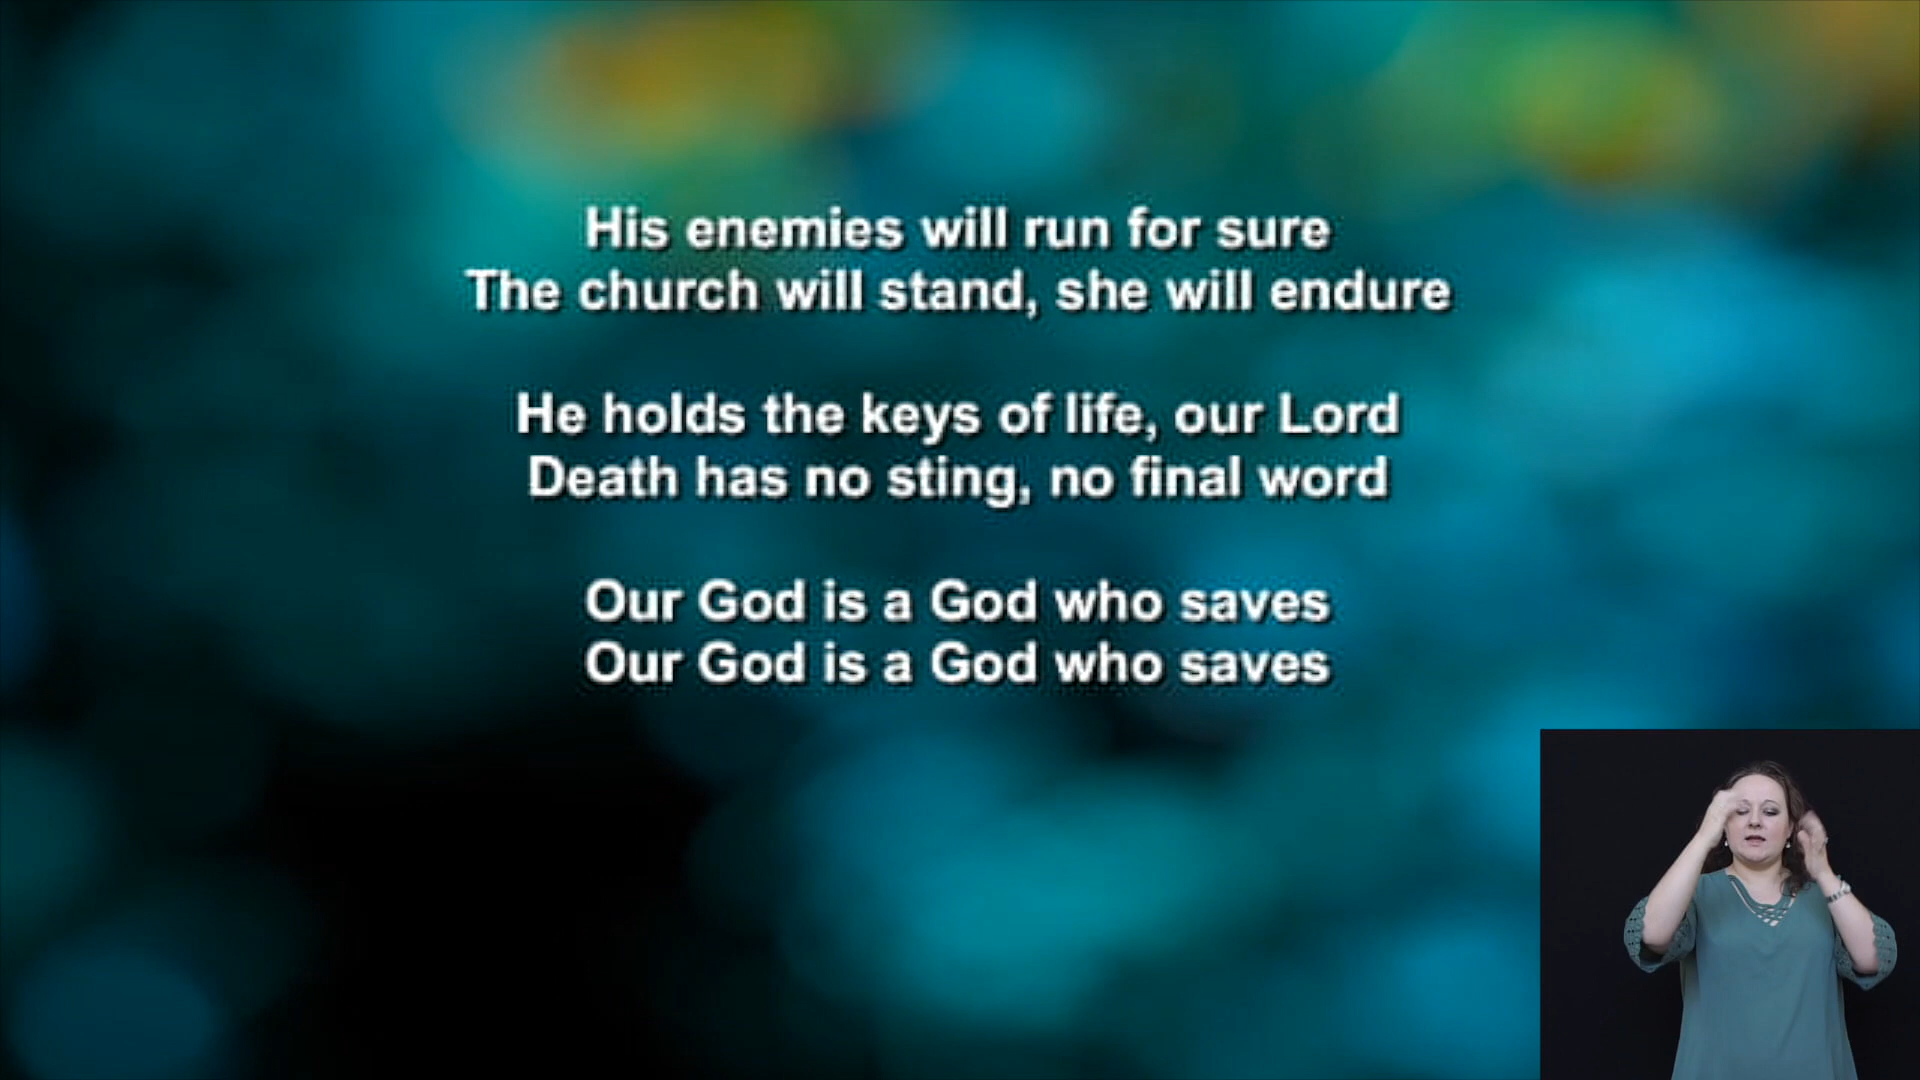 His enemies will run for sure
The church will stand, she will endure
He holds the keys of life, our Lord
Death has no sting, no final word
Our God is a God who saves
Our God is a God who saves